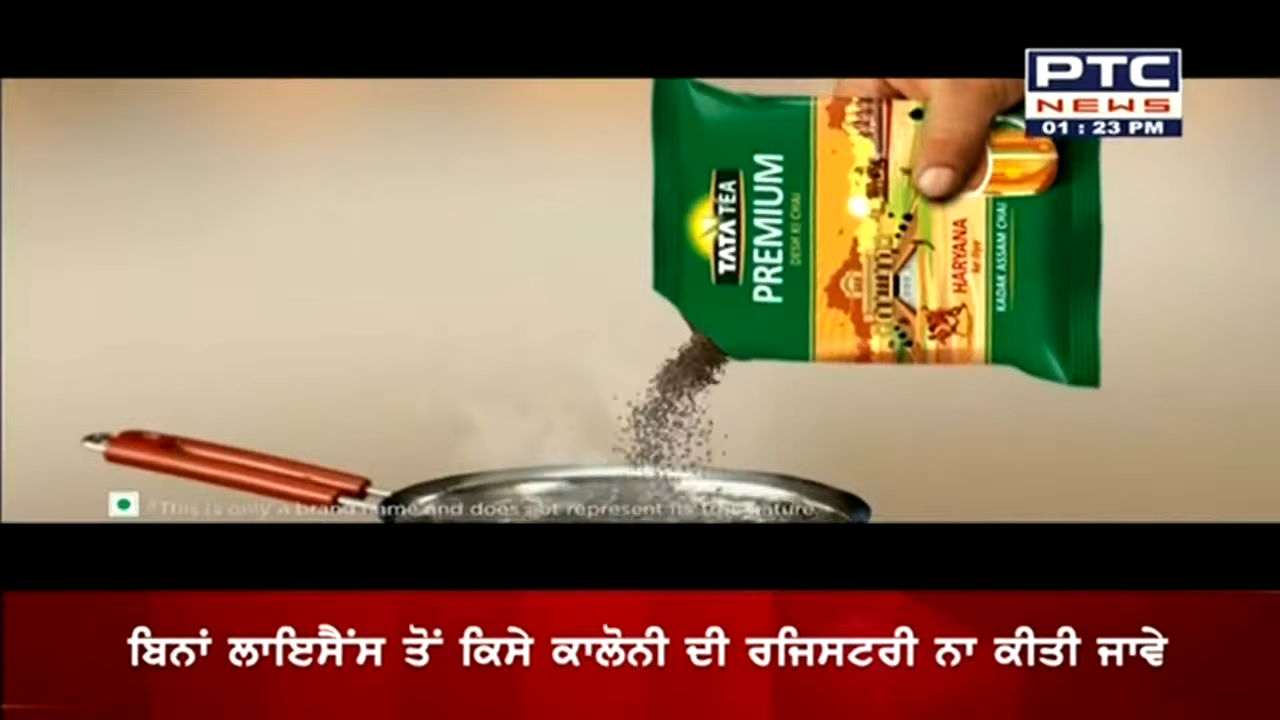 PTC
NEWS
01 : 23 PM
TATA TEA
PREMIUM
DESH KI CHAI
HARYANA
KADAK ASSAM CHAI
*This is only a brand name and does not represent its true nature.
ਬਿਨਾਂ ਲਾਇਸੈਂਸ ਤੋਂ ਕਿਸੇ ਕਾਲੋਨੀ ਦੀ ਰਜਿਸਟਰੀ ਨਾ ਕੀਤੀ ਜਾਵੇ